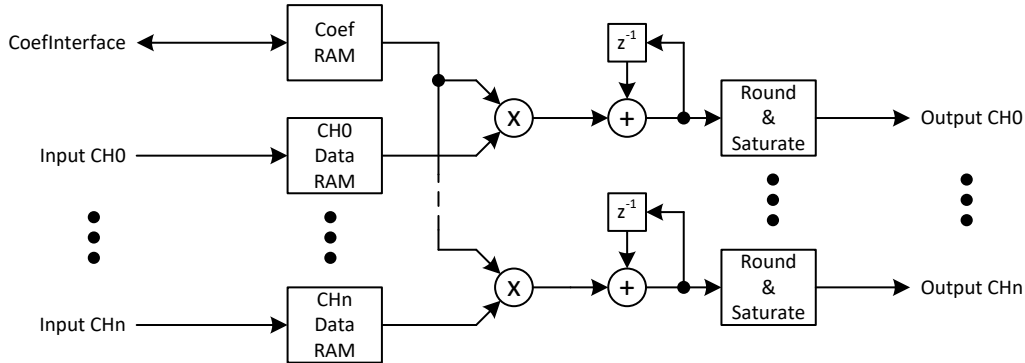 CoefInterface
Coef
RAM
z⁻¹
X
+
Round
&
Saturate
Output CH0
Input CH0
CH0
Data
RAM
z⁻¹
X
+
Round
&
Saturate
Output CHn
Input CHn
CHn
Data
RAM